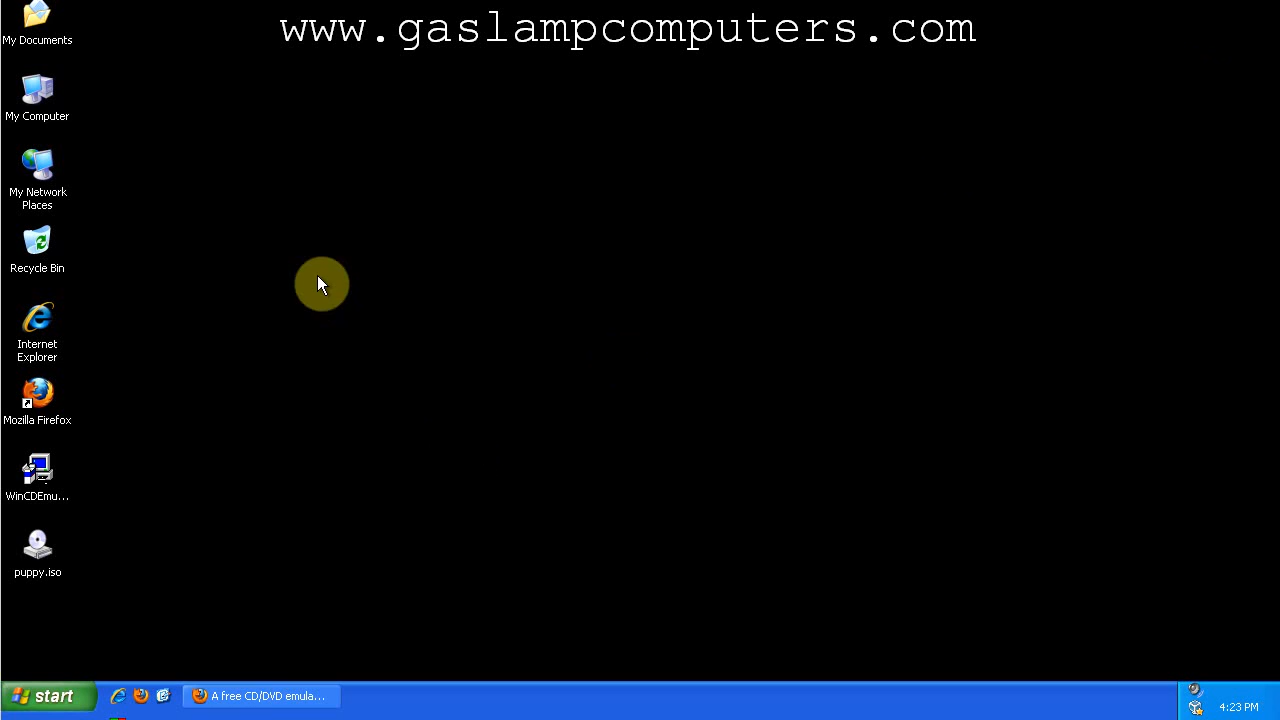 www.gaslampcomputers.com
My Documents
My Computer
My Network
Places
Recycle Bin
Internet
Explorer
Mozilla Firefox
WinCDEmu...
puppy.iso
start
A free CD/DVD emula...
4:23 PM